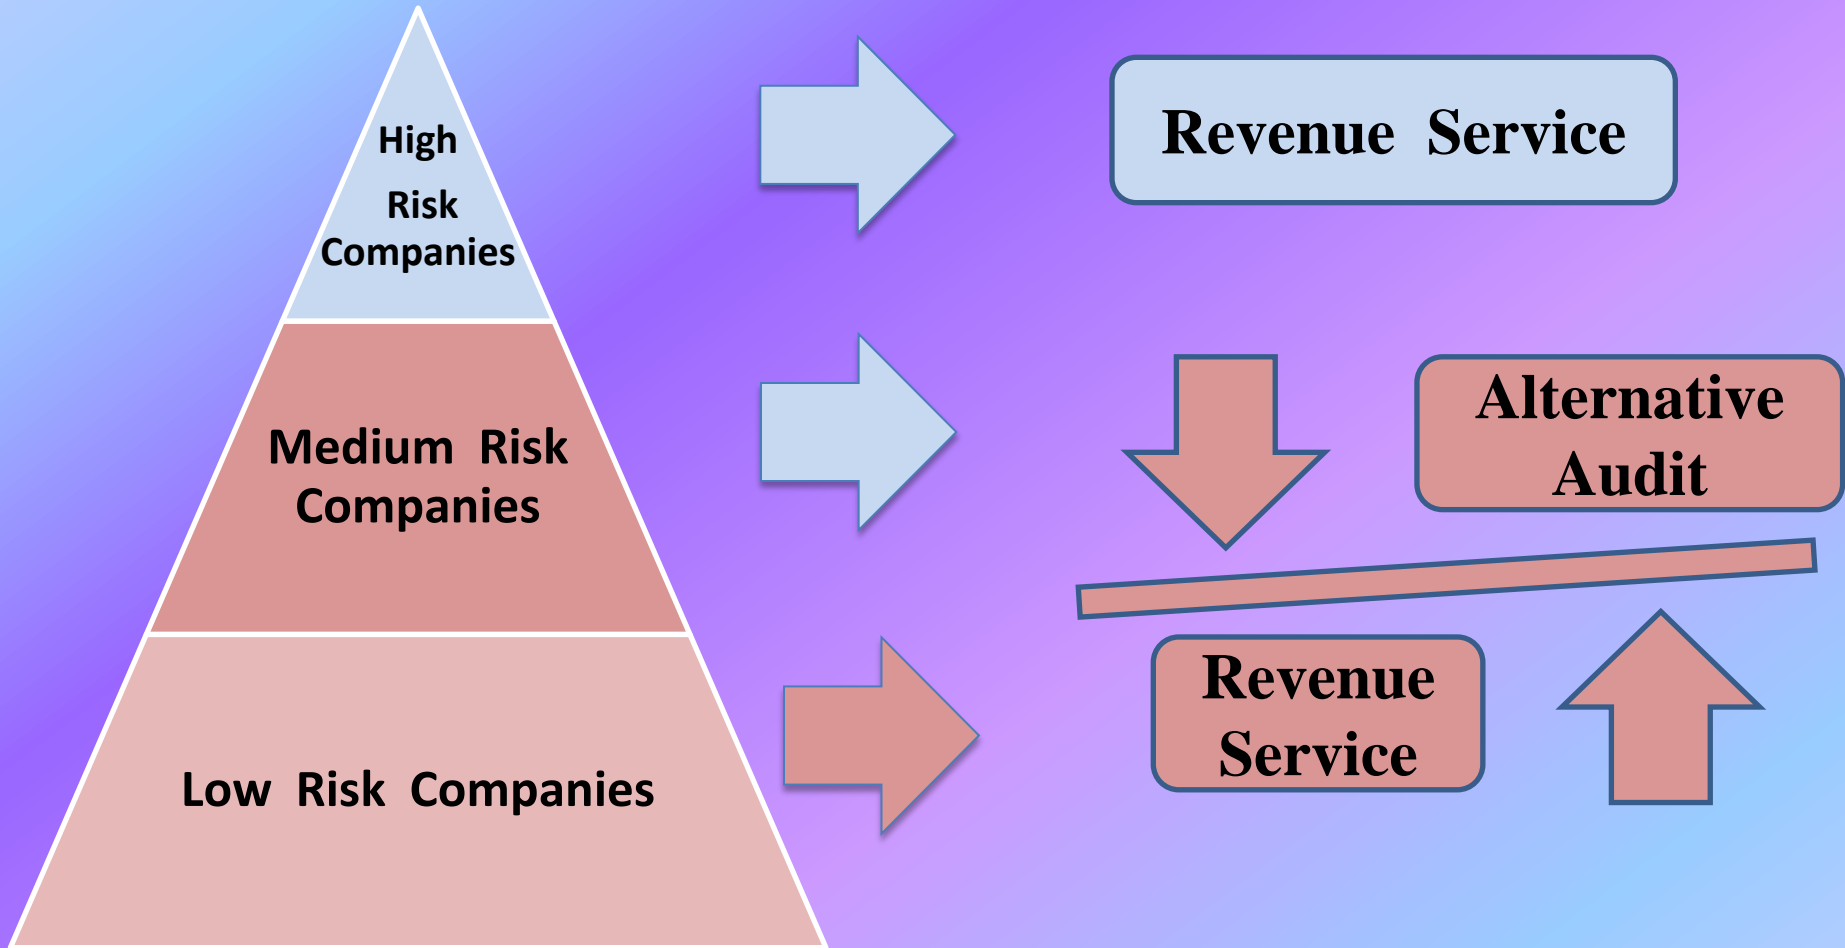 High
Risk
Companies
Revenue Service
Medium Risk
Companies
Alternative
Audit
Low Risk Companies
Revenue
Service